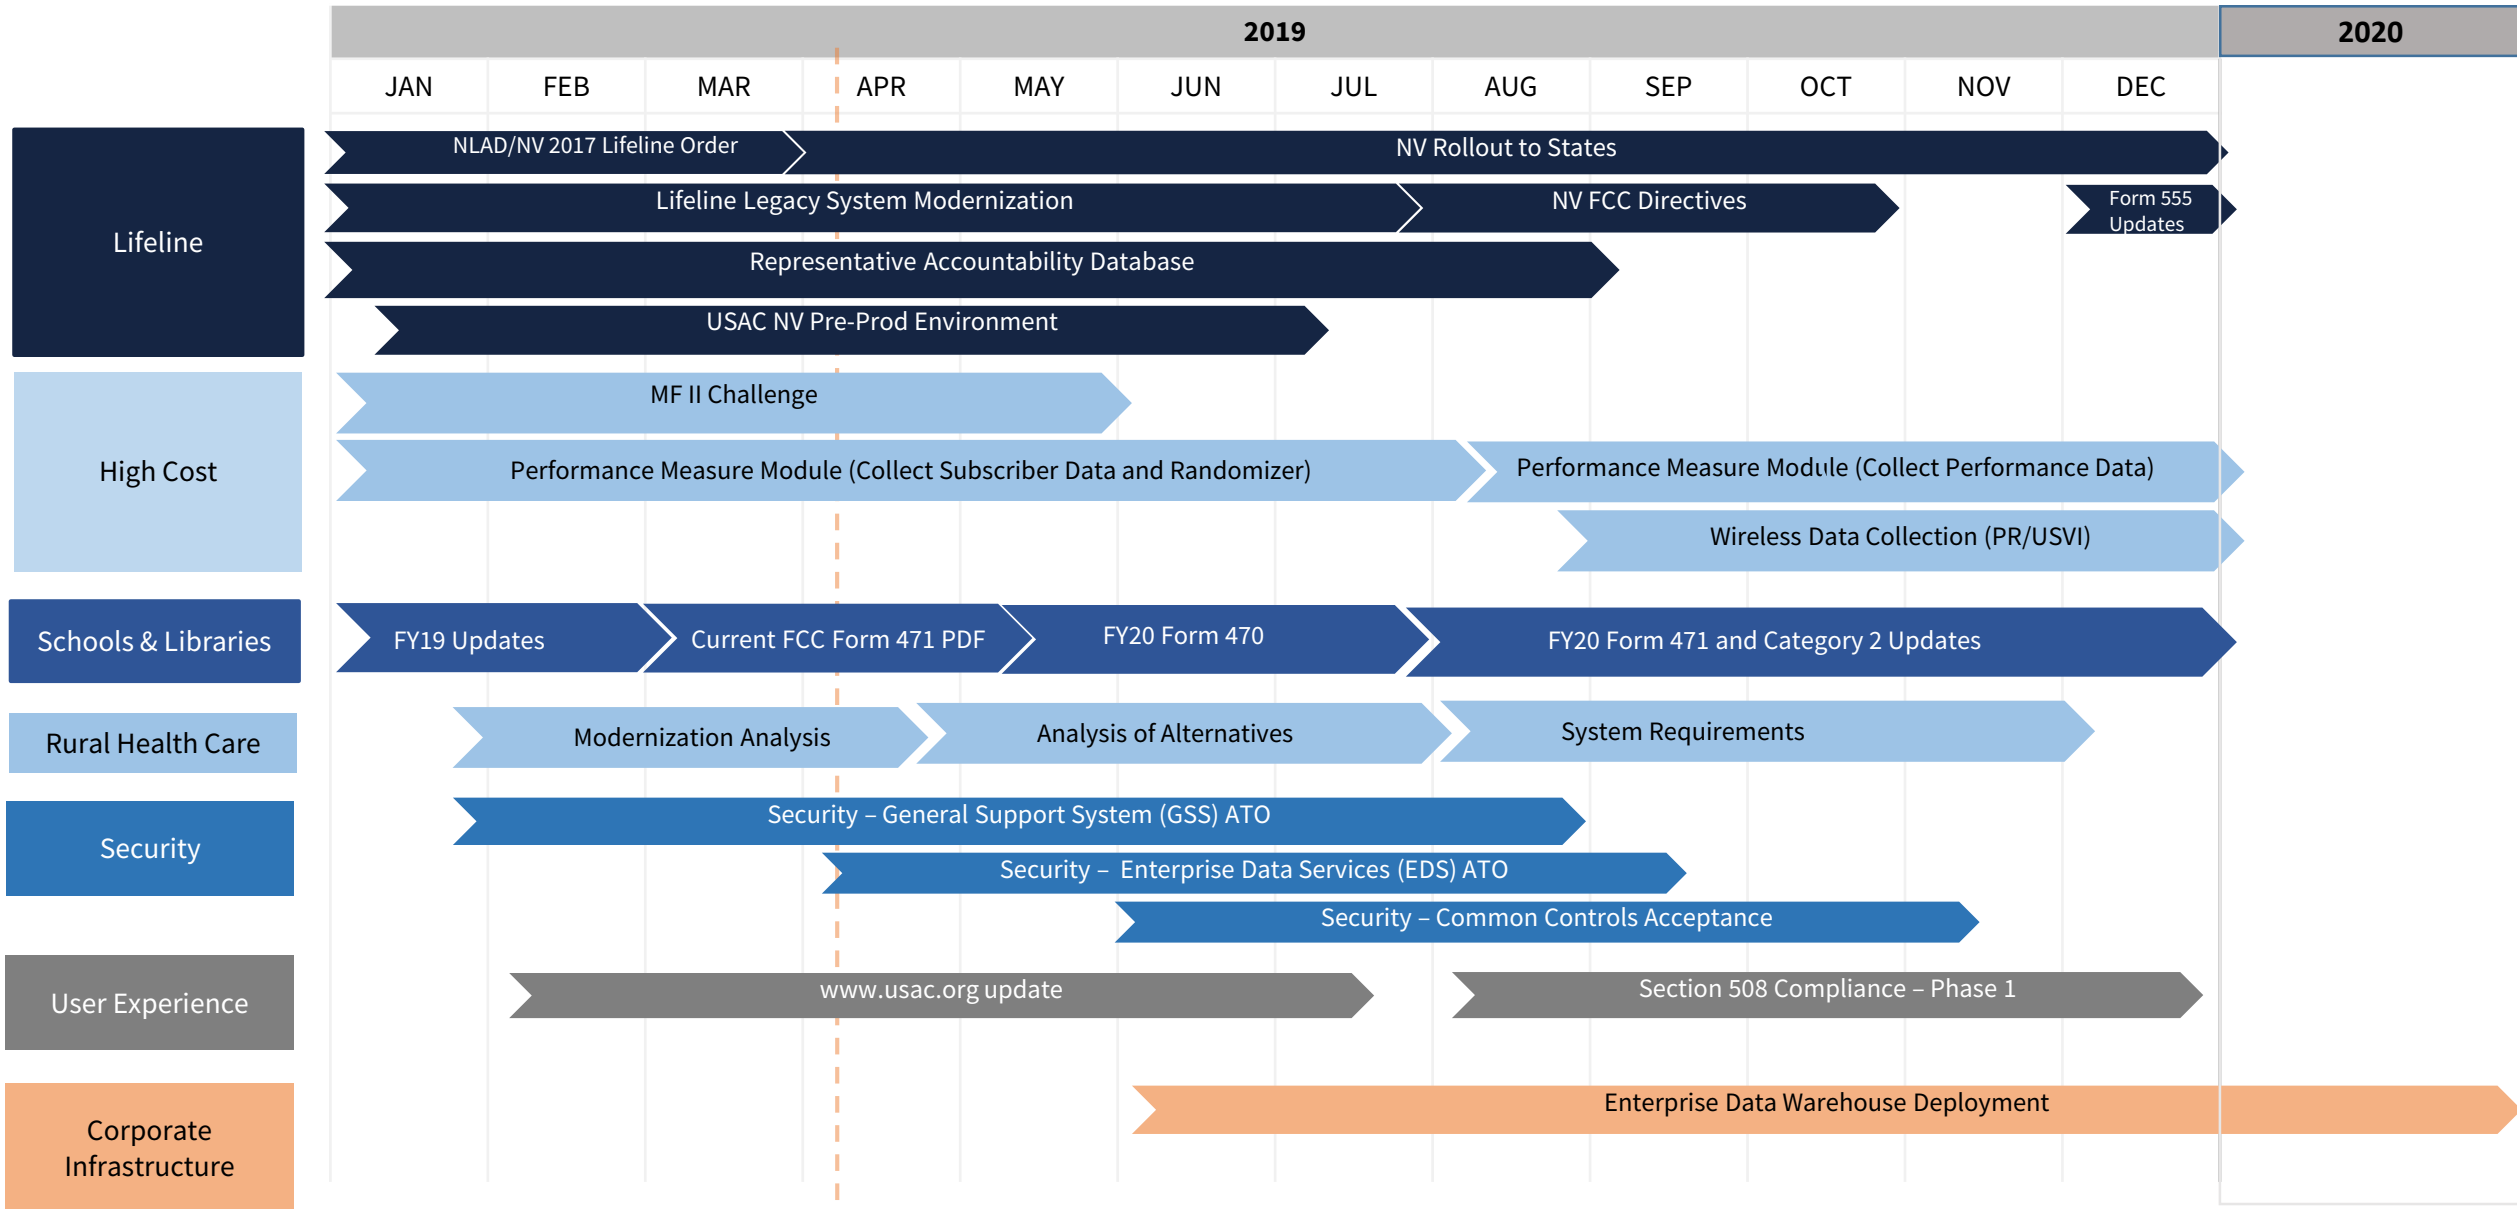 2019
2020
JAN FEB MAR APR MAY JUN JUL AUG SEP OCT NOV DEC
Lifeline
NLAD/NV 2017 Lifeline Order
NV Rollout to States
Lifeline Legacy System Modernization
NV FCC Directives
Form 555
Updates
Representative Accountability Database
USAC NV Pre-Prod Environment
High Cost
MF II Challenge
Performance Measure Module (Collect Subscriber Data and Randomizer)
Performance Measure Module (Collect Performance Data)
Wireless Data Collection (PR/USVI)
Schools & Libraries
FY19 Updates
Current FCC Form 471 PDF
FY20 Form 470
FY20 Form 471 and Category 2 Updates
Rural Health Care
Modernization Analysis
Analysis of Alternatives
System Requirements
Security
Security – General Support System (GSS) ATO
Security – Enterprise Data Services (EDS) ATO
Security – Common Controls Acceptance
User Experience
www.usac.org update
Section 508 Compliance – Phase 1
Corporate
Infrastructure
Enterprise Data Warehouse Deployment